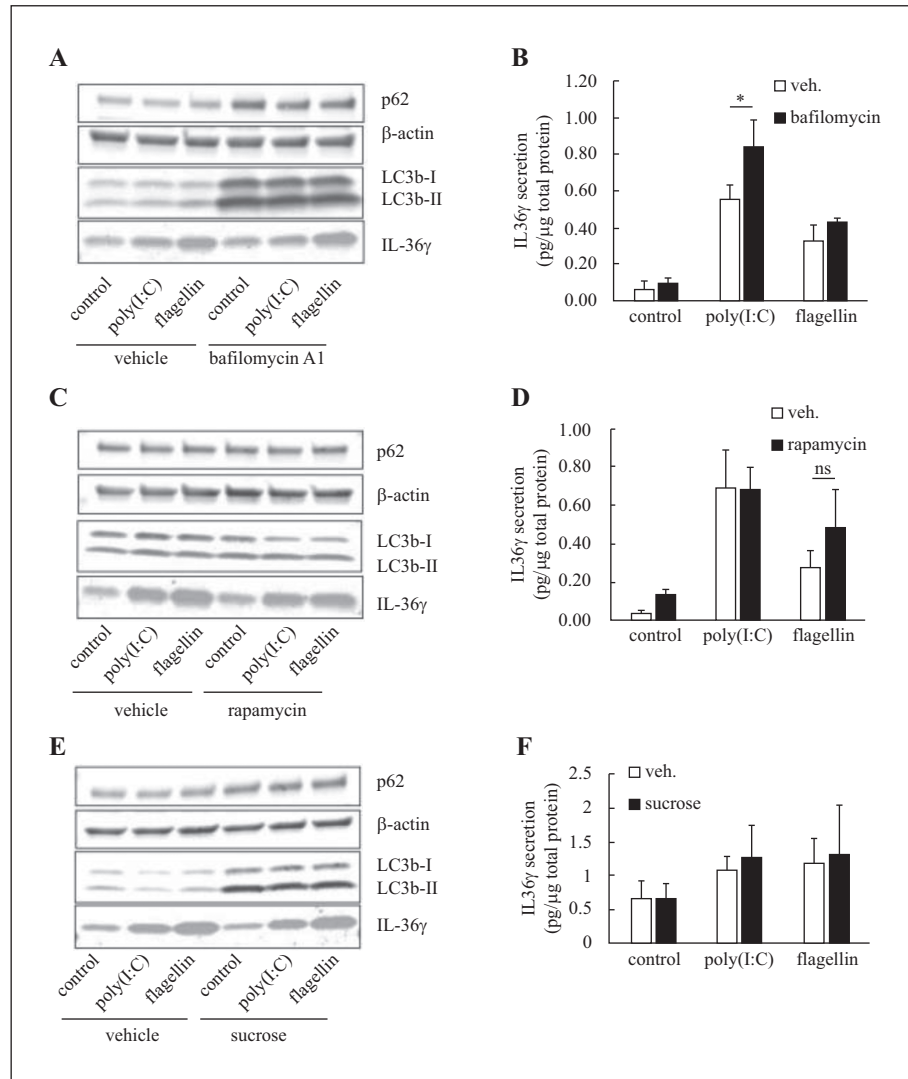 A
p62
β-actin
LC3b-I
LC3b-II
IL-36γ
control
poly(I:C)
flagellin
control
poly(I:C)
flagellin
vehicle
bafilomycin A1
B
IL36γ secretion
(pg/μg total protein)
1.20
1.00
0.80
0.60
0.40
0.20
0.00
veh.
bafilomycin
*
control
poly(I:C)
flagellin
C
p62
β-actin
LC3b-I
LC3b-II
IL-36γ
control
poly(I:C)
flagellin
control
poly(I:C)
flagellin
vehicle
rapamycin
D
IL36γ secretion
(pg/μg total protein)
1.00
0.80
0.60
0.40
0.20
0.00
veh.
rapamycin
ns
control
poly(I:C)
flagellin
E
p62
β-actin
LC3b-I
LC3b-II
IL-36γ
control
poly(I:C)
flagellin
control
poly(I:C)
flagellin
vehicle
sucrose
F
IL36γ secretion
(pg/μg total protein)
2.5
2
1.5
1
0.5
0
veh.
sucrose
control
poly(I:C)
flagellin